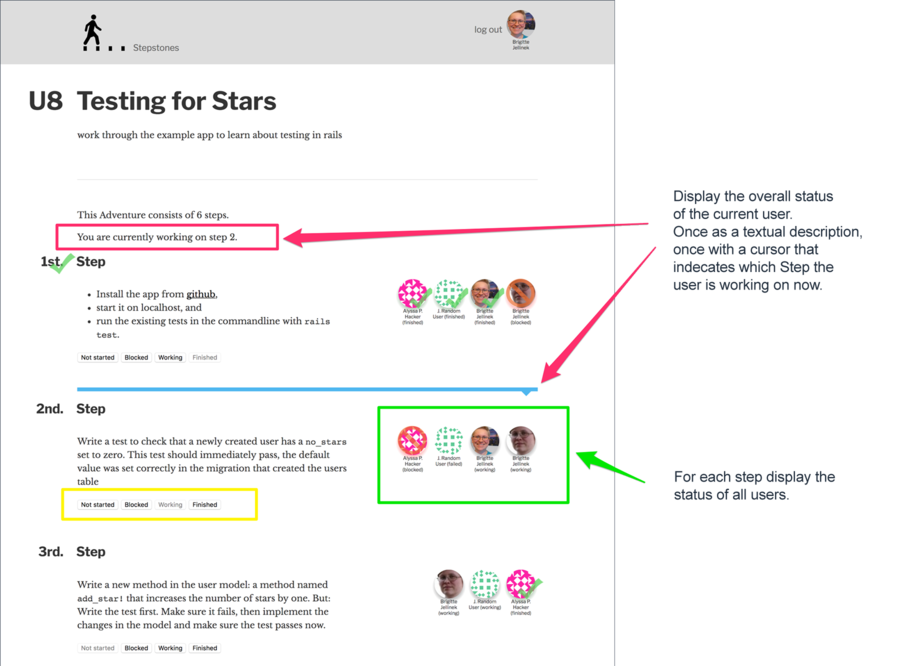 log out
Brigitte
Jellinek
Stepstones
U8 Testing for Stars
work through the example app to learn about testing in rails
This Adventure consists of 6 steps.
You are currently working on step 2.
1st. Step
Install the app from github,
start it on localhost, and
run the existing tests in the commandline with rails
test.
Alyssa P.
Hacker
(finished)
J. Random
User (finished)
Brigitte
Jellinek
(finished)
Brigitte
Jellinek
(blocked)
Not started Blocked Working Finished
2nd. Step
Write a test to check that a newly created user has a no_stars
set to zero. This test should immediately pass, the default
value was set correctly in the migration that created the users
table
Alyssa P.
Hacker
(blocked)
J. Random
User (failed)
Brigitte
Jellinek
(working)
Brigitte
Jellinek
(working)
Not started Blocked Working Finished
3rd. Step
Write a new method in the user model: a method named
add_star! that increases the number of stars by one. But:
Write the test first. Make sure it fails, then implement the
changes in the model and make sure the test passes now.
Brigitte
Jellinek
(working)
J. Random
User (working)
Alyssa P.
Hacker
(finished)
Not started Blocked Working Finished
Display the overall status
of the current user.
Once as a textual description,
once with a cursor that
indecates which Step the
user is working on now.
For each step display the
status of all users.